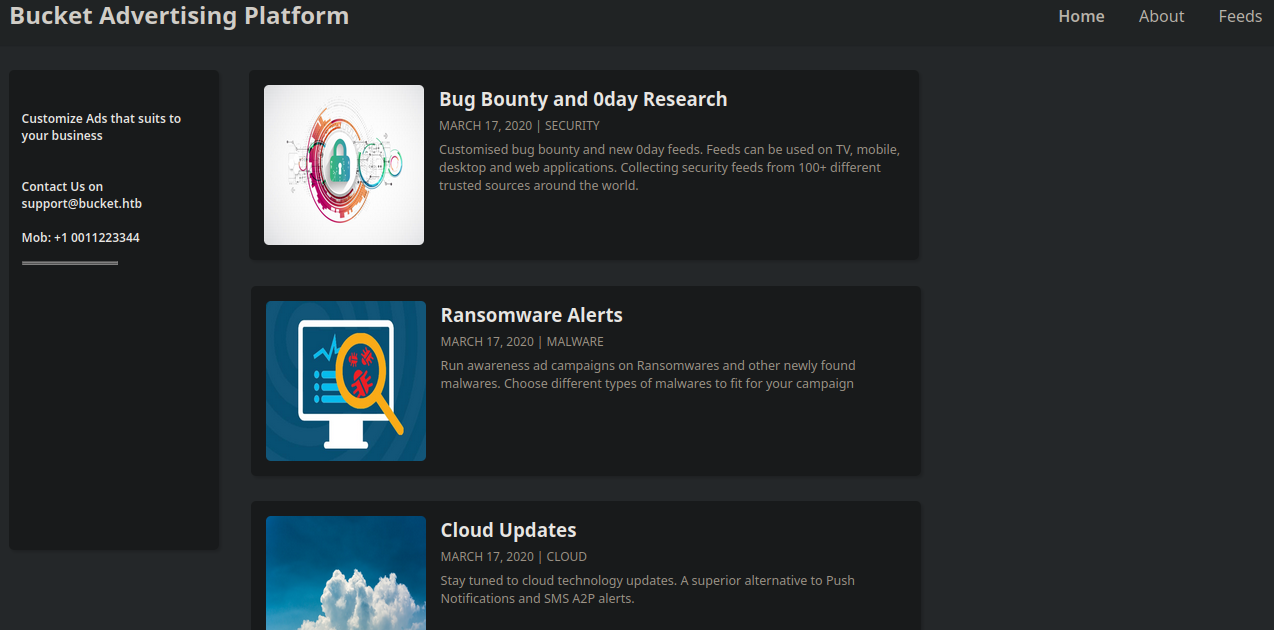 Bucket Advertising Platform
Home
About
Feeds
Customize Ads that suits to
your business
Contact Us on
support@bucket.htb
Mob: +1 0011223344
Bug Bounty and 0day Research
MARCH 17, 2020 | SECURITY
Customised bug bounty and new 0day feeds. Feeds can be used on TV, mobile,
desktop and web applications. Collecting security feeds from 100+ different
trusted sources around the world.
Ransomware Alerts
MARCH 17, 2020 | MALWARE
Run awareness ad campaigns on Ransomwares and other newly found
malwares. Choose different types of malwares to fit for your campaign
Cloud Updates
MARCH 17, 2020 | CLOUD
Stay tuned to cloud technology updates. A superior alternative to Push
Notifications and SMS A2P alerts.